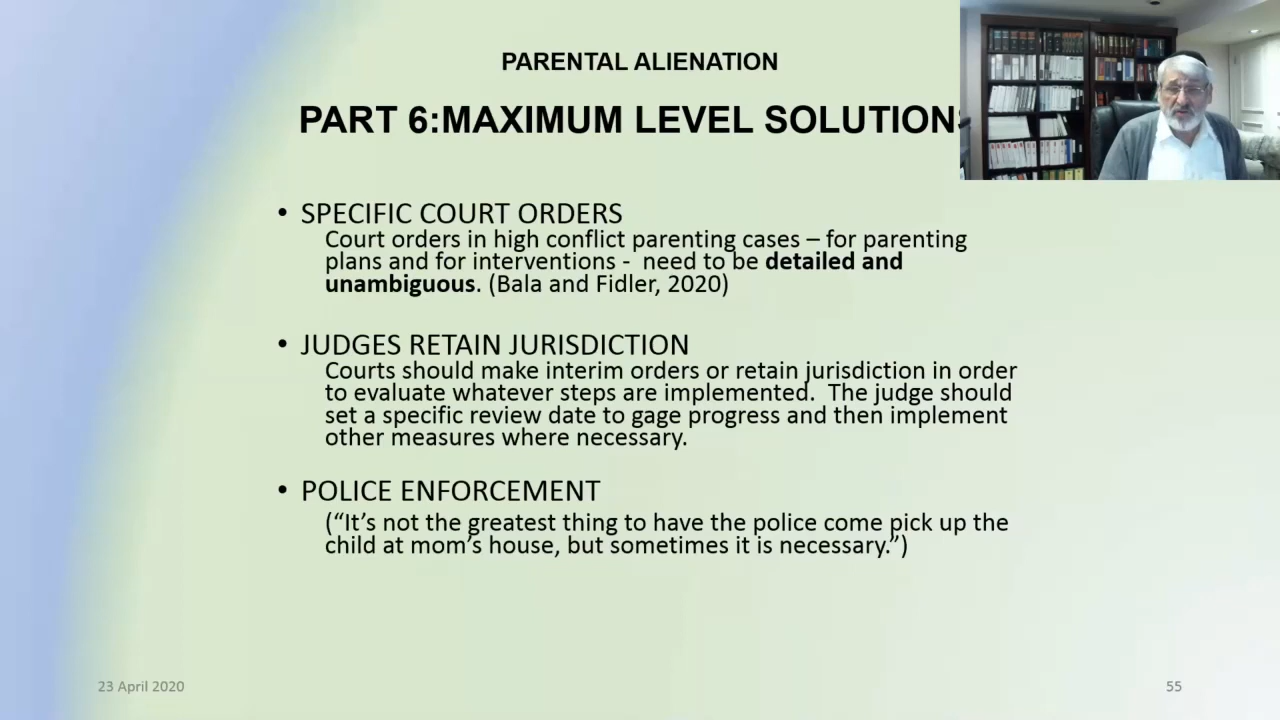 PARENTAL ALIENATION
PART 6:MAXIMUM LEVEL SOLUTIONS
• SPECIFIC COURT ORDERS
Court orders in high conflict parenting cases – for parenting
plans and for interventions - need to be detailed and
unambiguous. (Bala and Fidler, 2020)
• JUDGES RETAIN JURISDICTION
Courts should make interim orders or retain jurisdiction in order
to evaluate whatever steps are implemented. The judge should
set a specific review date to gage progress and then implement
other measures where necessary.
• POLICE ENFORCEMENT
(“It’s not the greatest thing to have the police come pick up the
child at mom’s house, but sometimes it is necessary.”)
23 April 2020
55